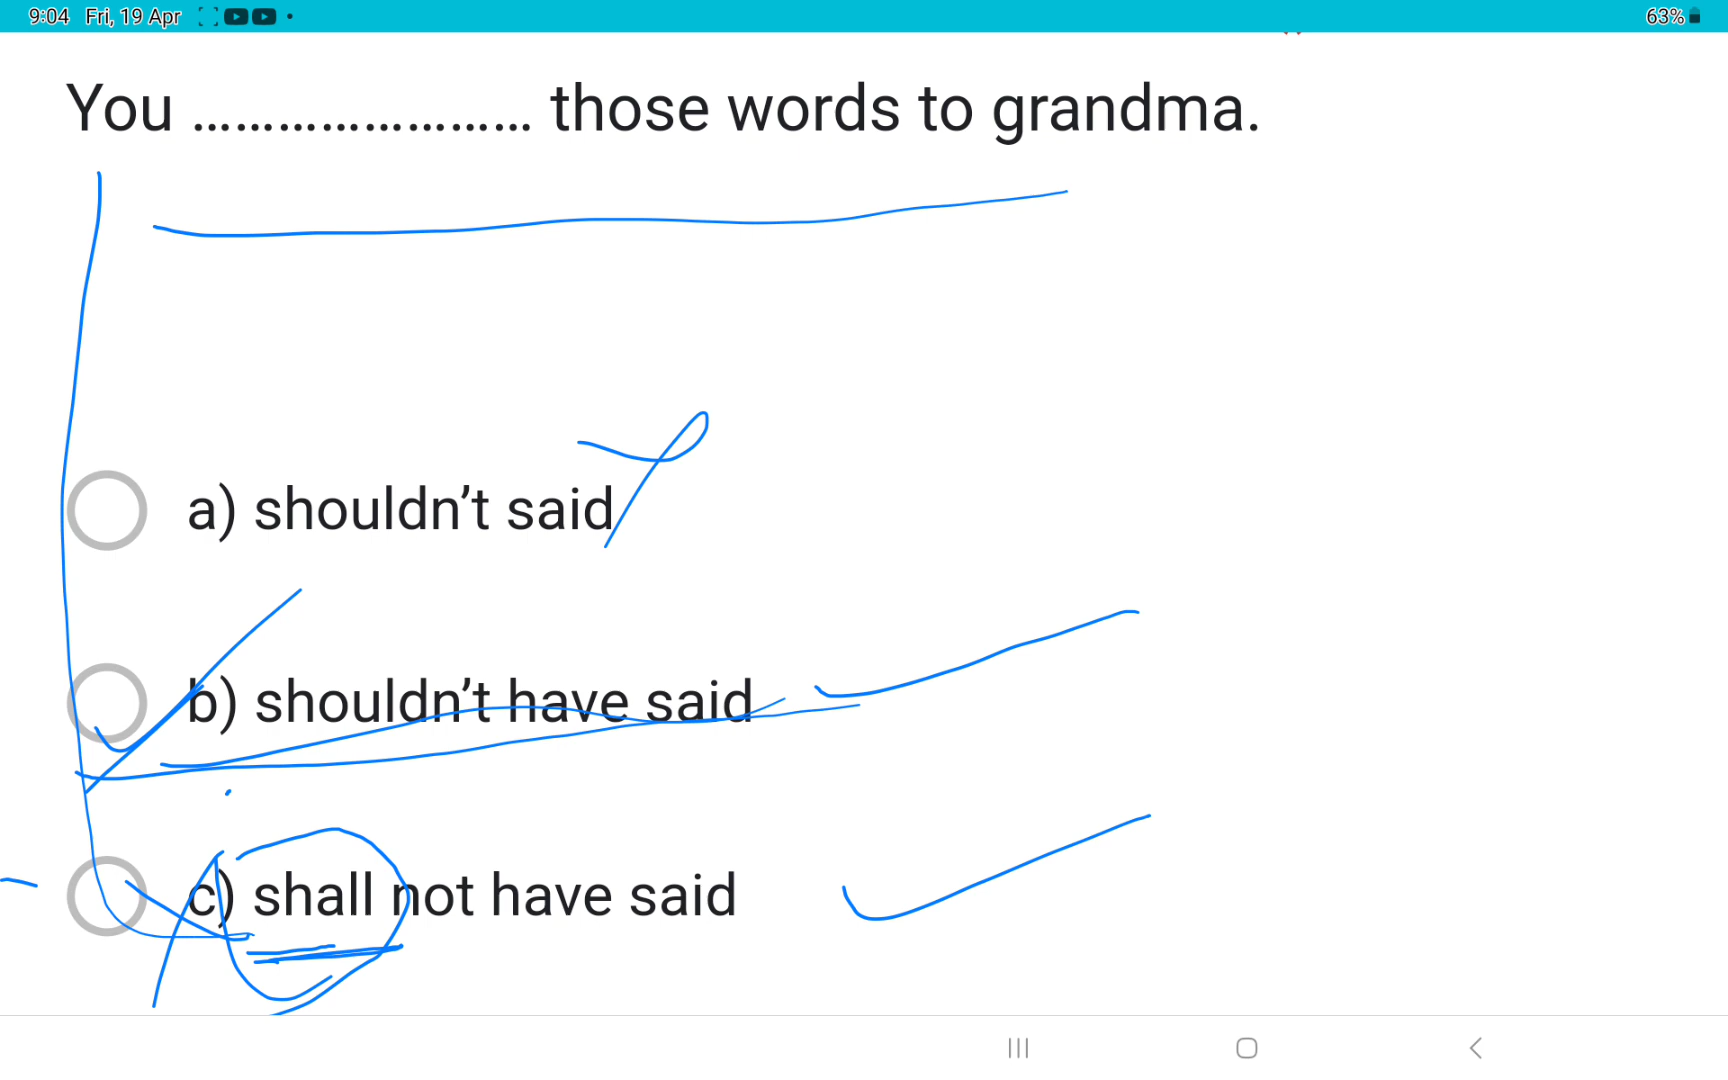 9:04 Fri, 19 Apr 63%
You ........................ those words to grandma.
a) shouldn’t said
b) shouldn’t have said
c) shall not have said